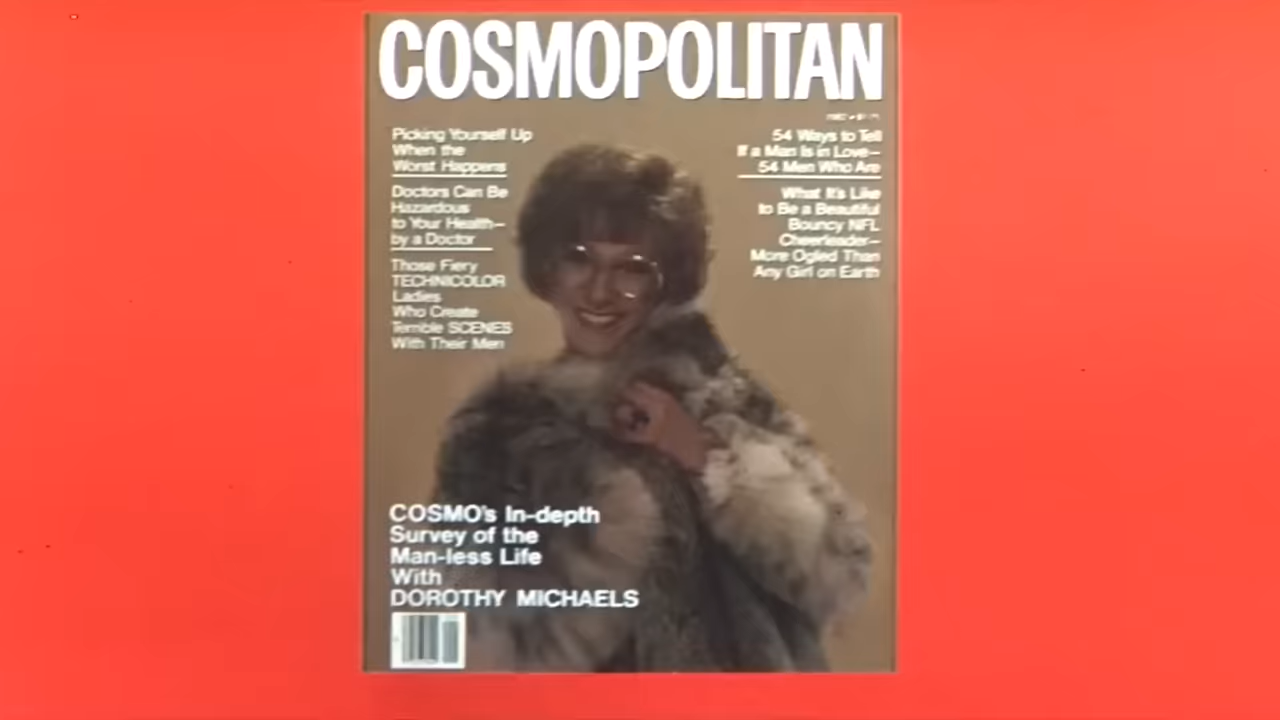 COSMOPOLITAN
Picking Yourself Up
When the
Worst Happens
Doctors Can Be
Hazardous
to Your Health—
by a Doctor
Those Fiery
TECHNICOLOR
Ladies
Who Create
Terrible SCENES
With Their Men
54 Ways to Tell
If a Man Is in Love—
54 Men Who Are
What It's Like
to Be a Beautiful
Bouncy NFL
Cheerleader—
More Ogled Than
Any Girl on Earth
COSMO's In-depth
Survey of the
Man-less Life
With
DOROTHY MICHAELS